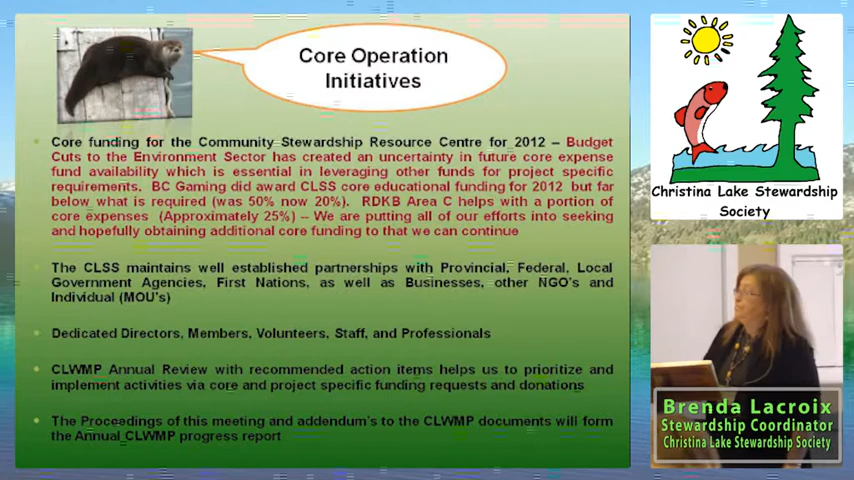 Core Operation
Initiatives
Core funding for the Community Stewardship Resource Centre for 2012 – Budget
Cuts to the Environment Sector has created an uncertainty in future core expense
fund availability which is essential in leveraging other funds for project specific
requirements. BC Gaming did award CLSS core educational funding for 2012 but far
below what is required (was 50% now 20%). RDKB Area C helps with a portion of
core expenses (Approximately 25%) – We are putting all of our efforts into seeking
and hopefully obtaining additional core funding to that we can continue
The CLSS maintains well established partnerships with Provincial, Federal, Local
Government Agencies, First Nations, as well as Businesses, other NGO's and
Individual (MOU's)
Dedicated Directors, Members, Volunteers, Staff, and Professionals
CLWMP Annual Review with recommended action items helps us to prioritize and
implement activities via core and project specific funding requests and donations
The Proceedings of this meeting and addendum's to the CLWMP documents will form
the Annual CLWMP progress report
Christina Lake Stewardship
Society
Brenda Lacroix
Stewardship Coordinator
Christina Lake Stewardship Society